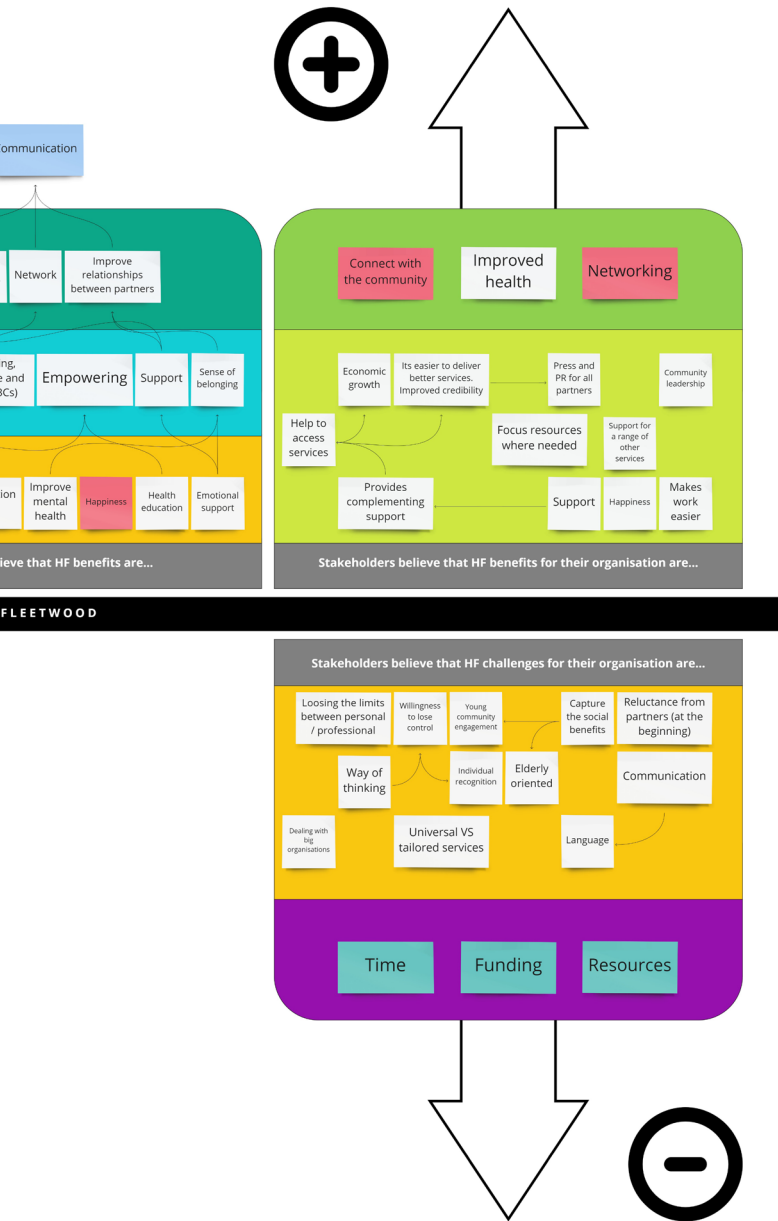 ommunication
Network
Improve
relationships
between partners
ing,
e and
BCs)
Empowering
Support
Sense of
belonging
ion
Improve
mental
health
Happiness
Health
education
Emotional
support
ieve that HF benefits are...
Connect with
the community
Improved
health
Networking
Economic
growth
Its easier to deliver
better services.
Improved credibility
Press and
PR for all
partners
Community
leadership
Help to
access
services
Focus resources
where needed
Support for
a range of
other
services
Provides
complementing
support
Support
Happiness
Makes
work
easier
Stakeholders believe that HF benefits for their organisation are...
FLEETWOOD
Stakeholders believe that HF challenges for their organisation are...
Loosing the limits
between personal
/ professional
Willingness
to lose
control
Young
community
engagement
Capture
the social
benefits
Reluctance from
partners (at the
beginning)
Way of
thinking
Individual
recognition
Elderly
oriented
Communication
Dealing with
big
organisations
Universal VS
tailored services
Language
Time
Funding
Resources